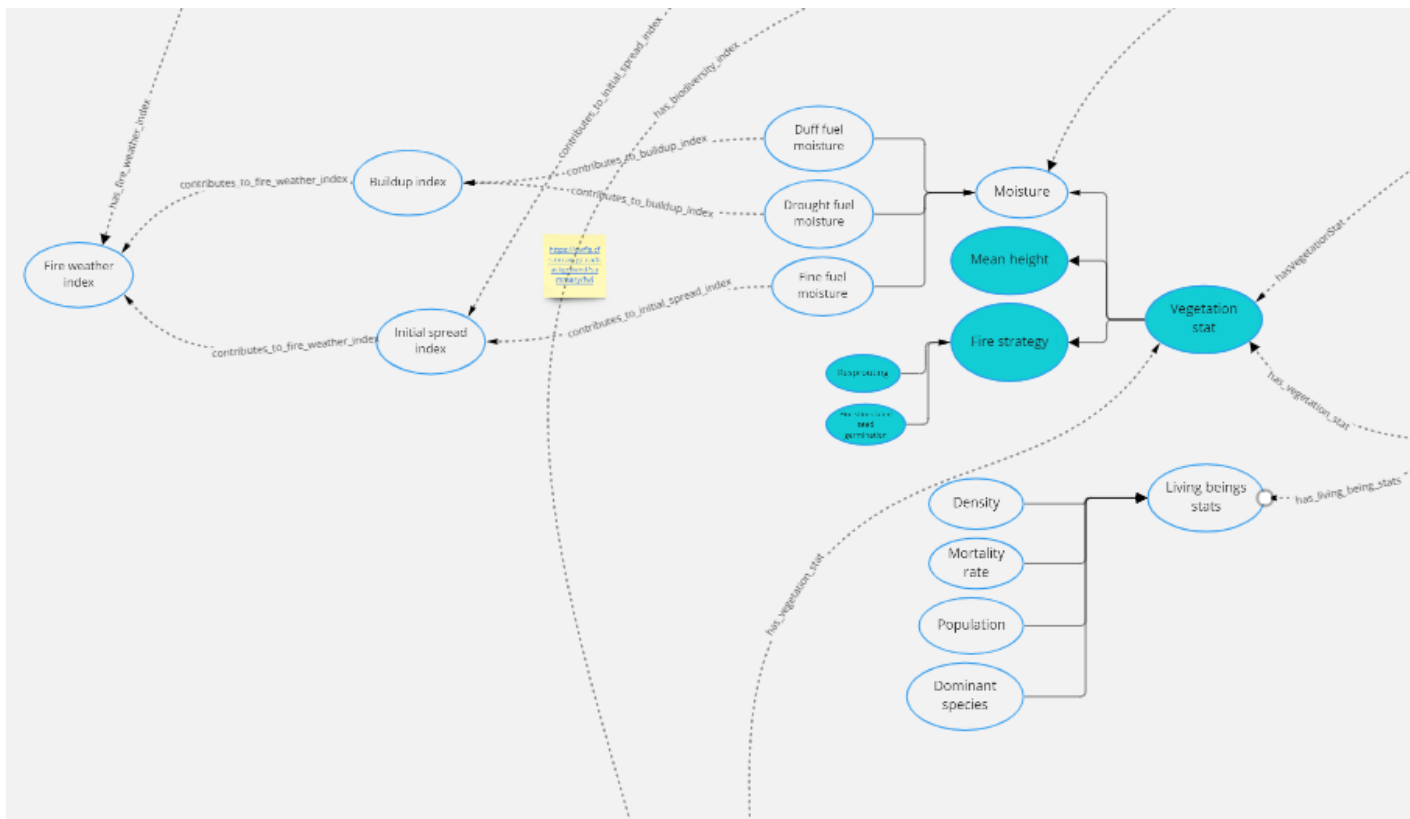 has_fire_weather_index
contributes_to_initial_spread_index
has_biodiversity_index
Duff fuel
moisture
contributes_to_buildup_index
Buildup index
contributes_to_fire_weather_index
contributes_to_buildup_index
Drought fuel
moisture
Moisture
Fire weather
index
Mean height
hasVegetationStat
Fine fuel
moisture
contributes_to_initial_spread_index
Vegetation
stat
Initial spread
index
contributes_to_fire_weather_index
Fire strategy
Resprouting
seed
germination
has_vegetation_stat
Living beings
stats
has_living_being_stats
Density
Mortality
rate
has_vegetation_stat
Population
Dominant
species